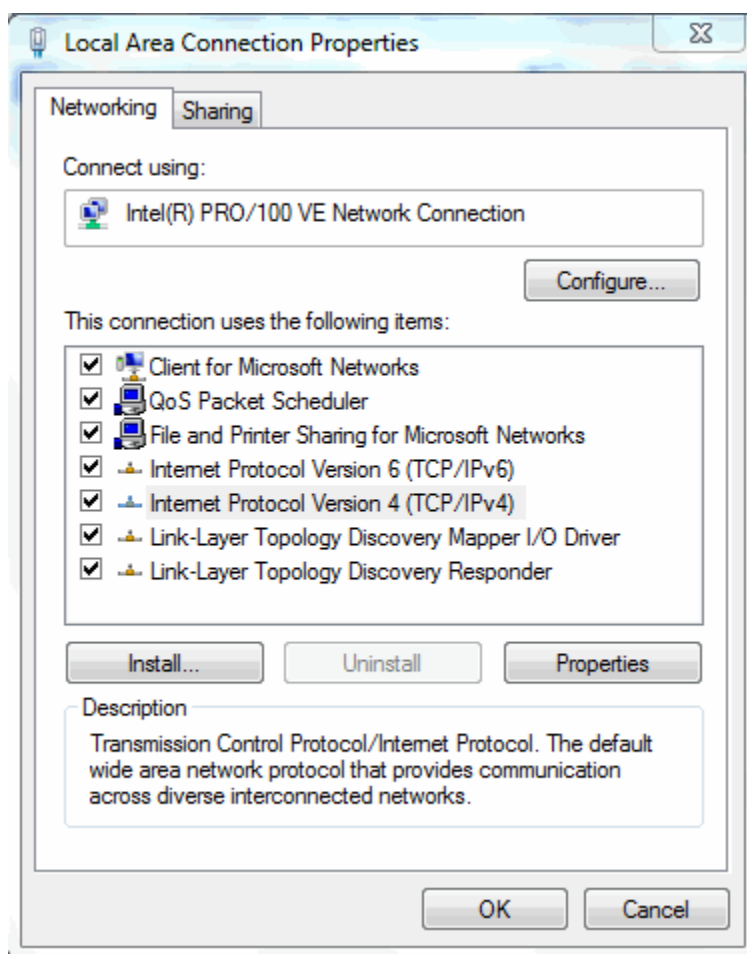 Local Area Connection Properties
Networking
Sharing
Connect using:
Intel(R) PRO/100 VE Network Connection
Configure...
This connection uses the following items:
Client for Microsoft Networks
QoS Packet Scheduler
File and Printer Sharing for Microsoft Networks
Internet Protocol Version 6 (TCP/IPv6)
Internet Protocol Version 4 (TCP/IPv4)
Link-Layer Topology Discovery Mapper I/O Driver
Link-Layer Topology Discovery Responder
Install...
Uninstall
Properties
Description
Transmission Control Protocol/Internet Protocol. The default
wide area network protocol that provides communication
across diverse interconnected networks.
OK
Cancel